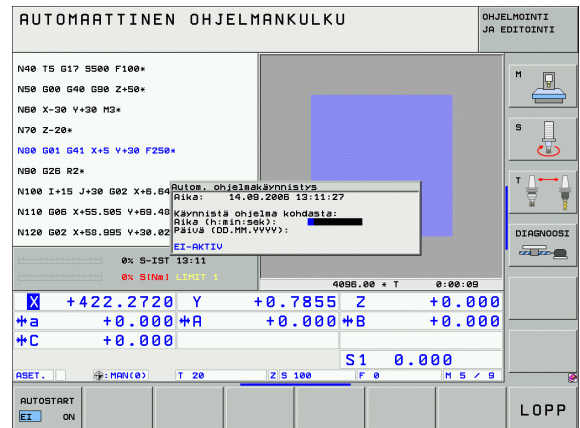 AUTOMAATTINEN OHJELMANKULKU
OHJELMOINTI
JA EDITOINTI
N40 T5 G17 S500 F100*
N50 G00 G40 G90 Z+50*
N60 X-30 Y+30 M3*
N70 Z-20*
N80 G01 G41 X+5 Y+30 F250*
N90 G26 R2*
N100 I+15 J+30 G02 X+6.64
N110 G06 X+55.505 Y+69.48
N120 G02 X+58.995 Y+30.02
Autom. ohjelmakäynnistys
Aika: 14.09.2006 13:11:27
Käynnistä ohjelma kohdasta:
Aika (h:min:sek):
Päivä (DD.MM.YYYY):
EI-AKTIV
0% S-IST 13:11
0% S[Nm] LIMIT 1
4096.00 * T 0:00:09
X +422.2720 Y +0.7855 Z +0.000
a +0.000 A +0.000 B +0.000
C +0.000
S1 0.000
ASET. : MAN(0) T 20 Z S 100 F 0 M 5 / 9
M
S
T
DIAGNOOSI
AUTOSTART
EI ON
LOPP